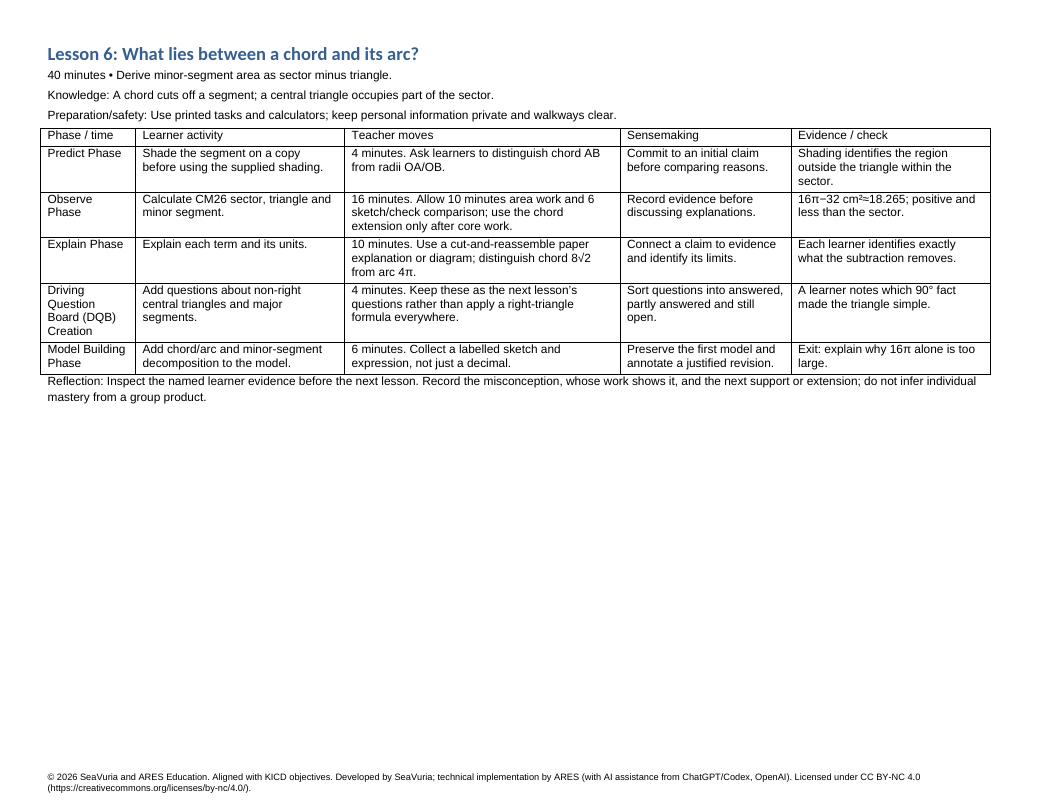 Lesson 6: What lies between a chord and its arc?
40 minutes • Derive minor-segment area as sector minus triangle.
Knowledge: A chord cuts off a segment; a central triangle occupies part of the sector.
Preparation/safety: Use printed tasks and calculators; keep personal information private and walkways clear.
Phase / time
Learner activity
Teacher moves
Sensemaking
Evidence / check
Predict Phase
Shade the segment on a copy
before using the supplied shading.
4 minutes. Ask learners to distinguish chord AB
from radii OA/OB.
Commit to an initial claim
before comparing reasons.
Shading identifies the region
outside the triangle within the
sector.
Observe
Phase
Calculate CM26 sector, triangle and
minor segment.
16 minutes. Allow 10 minutes area work and 6
sketch/check comparison; use the chord
extension only after core work.
Record evidence before
discussing explanations.
16π−32 cm²≈18.265; positive and
less than the sector.
Explain Phase
Explain each term and its units.
10 minutes. Use a cut-and-reassemble paper
explanation or diagram; distinguish chord 8√2
from arc 4π.
Connect a claim to evidence
and identify its limits.
Each learner identifies exactly
what the subtraction removes.
Driving
Question
Board (DQB)
Creation
Add questions about non-right
central triangles and major
segments.
4 minutes. Keep these as the next lesson's
questions rather than apply a right-triangle
formula everywhere.
Sort questions into answered,
partly answered and still
open.
A learner notes which 90° fact
made the triangle simple.
Model Building
Phase
Add chord/arc and minor-segment
decomposition to the model.
6 minutes. Collect a labelled sketch and
expression, not just a decimal.
Preserve the first model and
annotate a justified revision.
Exit: explain why 16π alone is too
large.
Reflection: Inspect the named learner evidence before the next lesson. Record the misconception, whose work shows it, and the next support or extension; do not infer individual
mastery from a group product.
© 2026 SeaVuria and ARES Education. Aligned with KICD objectives. Developed by SeaVuria; technical implementation by ARES (with AI assistance from ChatGPT/Codex, OpenAI). Licensed under CC BY-NC 4.0
(https://creativecommons.org/licenses/by-nc/4.0/).